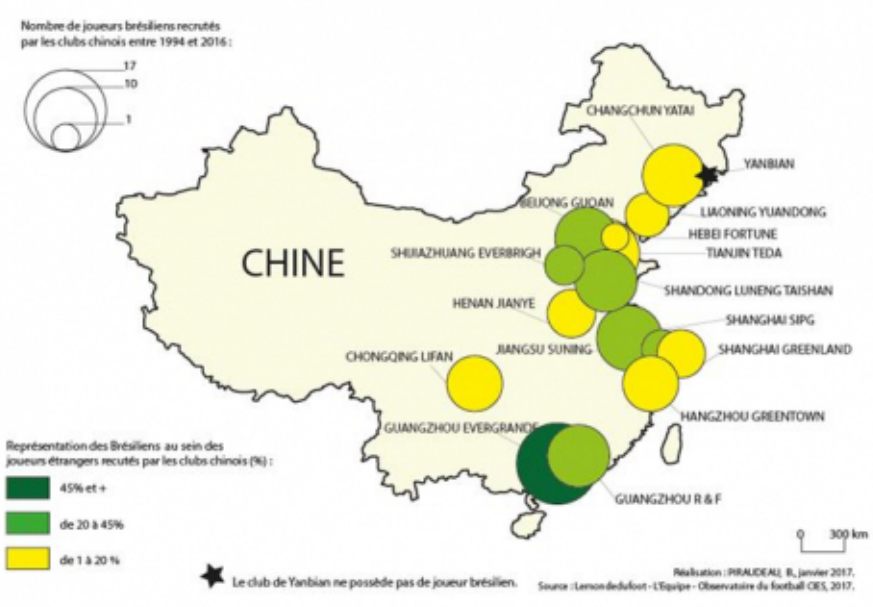 Nombre de joueurs brésiliens recrutés
par les clubs chinois entre 1994 et 2016 :
17
10
1
CHANGCHUN YATAI
YANBIAN
LIAONING YUANDONG
BEIJONG GUOAN
HEBEI FORTUNE
TIANJIN TEDA
SHIJIAZHUANG EVERBRIGH
CHINE
SHANDONG LUNENG TAISHAN
HENAN JIANYE
SHANGHAI SIPG
JIANGSU SUNING
SHANGHAI GREENLAND
CHONGQING LIFAN
HANGZHOU GREENTOWN
GUANGZHOU EVERGRANDE
GUANGZHOU R & F
Représentation des Brésiliens au sein des
joueurs étrangers recutés par les clubs chinois (%) :
45% et +
de 20 à 45%
de 1 à 20 %
0 300 km
Le club de Yanbian ne possède pas de joueur brésilien.
Réalisation : PIRAUDEAU, B., janvier 2017.
Source : Lemondedufoot - L'Equipe - Observatoire du football CIES, 2017.